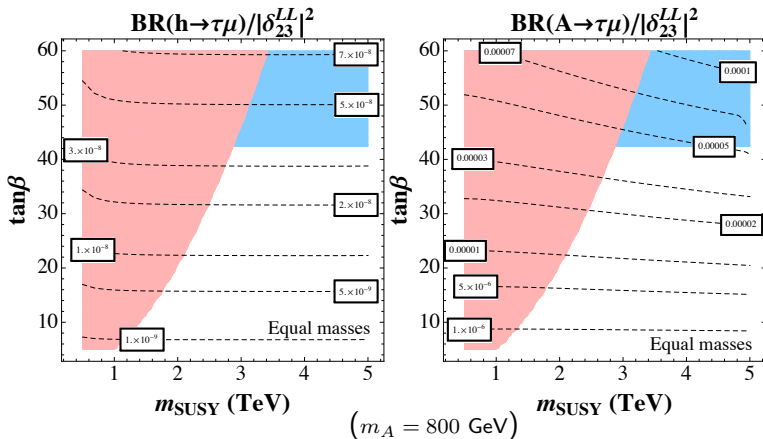 BR(h→τμ)/|δ₂₃ᴸᴸ|²
60
50
40
30
20
10
tanβ
7.×10⁻⁸
5.×10⁻⁸
3.×10⁻⁸
2.×10⁻⁸
1.×10⁻⁸
5.×10⁻⁹
1.×10⁻⁹
Equal masses
1 2 3 4 5
m_SUSY (TeV)
BR(A→τμ)/|δ₂₃ᴸᴸ|²
60
50
40
30
20
10
tanβ
0.00007
0.0001
0.00005
0.00003
0.00002
0.00001
5.×10⁻⁶
1.×10⁻⁶
Equal masses
1 2 3 4 5
m_SUSY (TeV)
(m_A = 800 GeV)